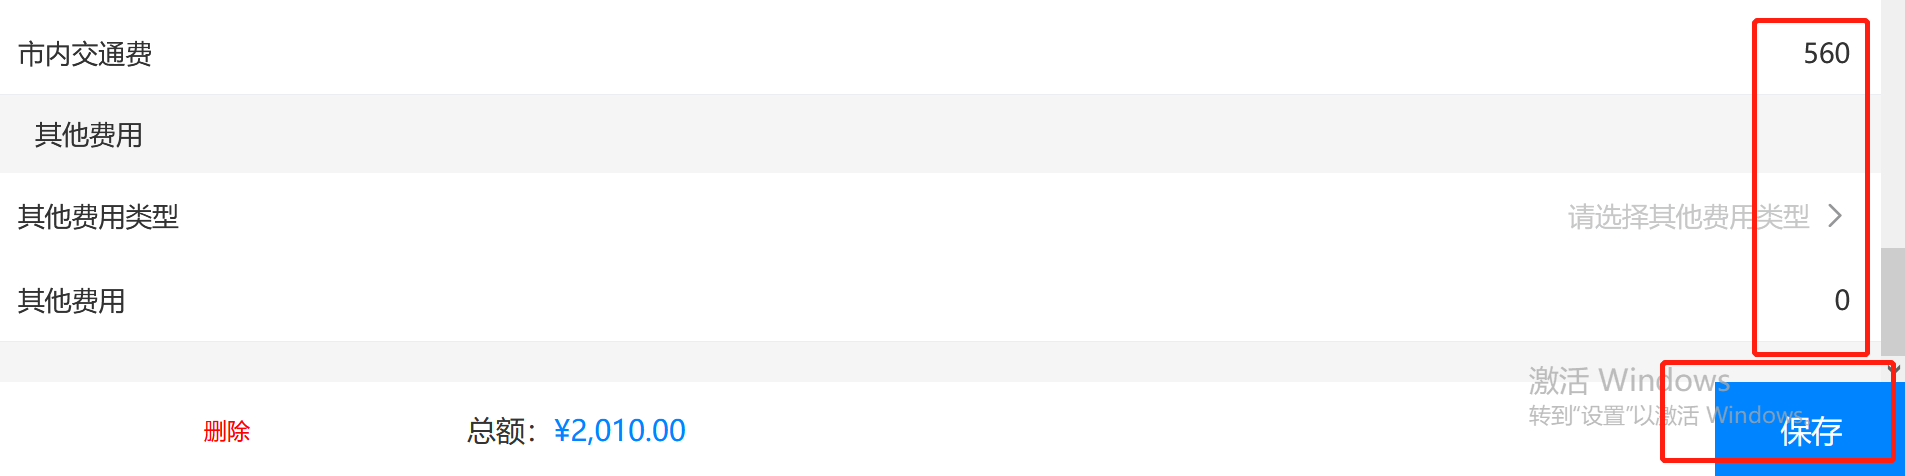 市内交通费 560
其他费用
其他费用类型 请选择其他费用类型
其他费用 0
激活 Windows
转到“设置”以激活 Windows。
删除 总额：¥2,010.00 保存